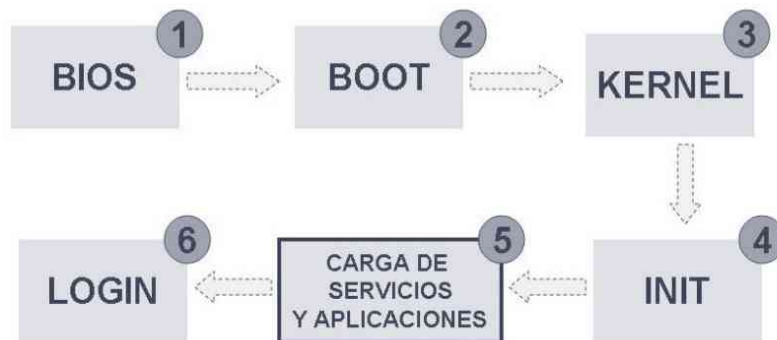 1
BIOS
2
BOOT
3
KERNEL
4
INIT
5
CARGA DE
SERVICIOS
Y APLICACIONES
6
LOGIN